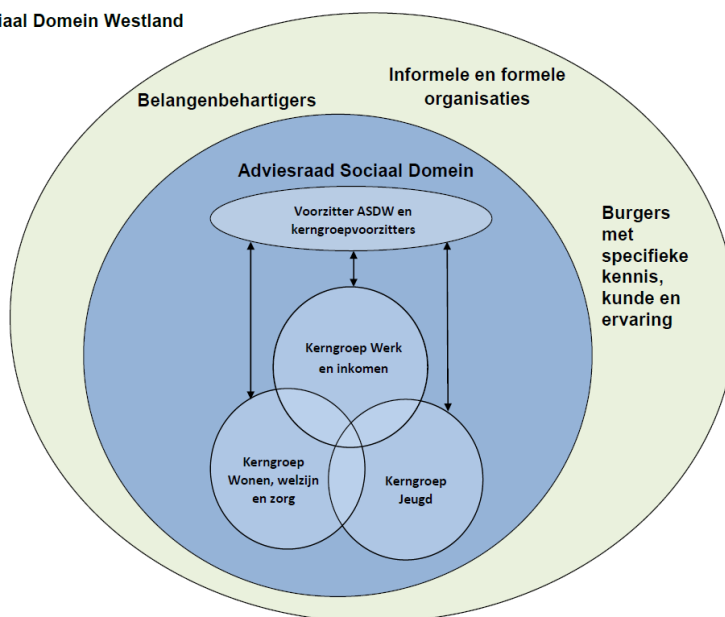 iaal Domein Westland
Informele en formele
organisaties
Belangenbehartigers
Adviesraad Sociaal Domein
Voorzitter ASDW en
kerngroepvoorzitters
Burgers
met
specifieke
kennis,
kunde en
ervaring
Kerngroep Werk
en inkomen
Kerngroep
Wonen, welzijn
en zorg
Kerngroep
Jeugd